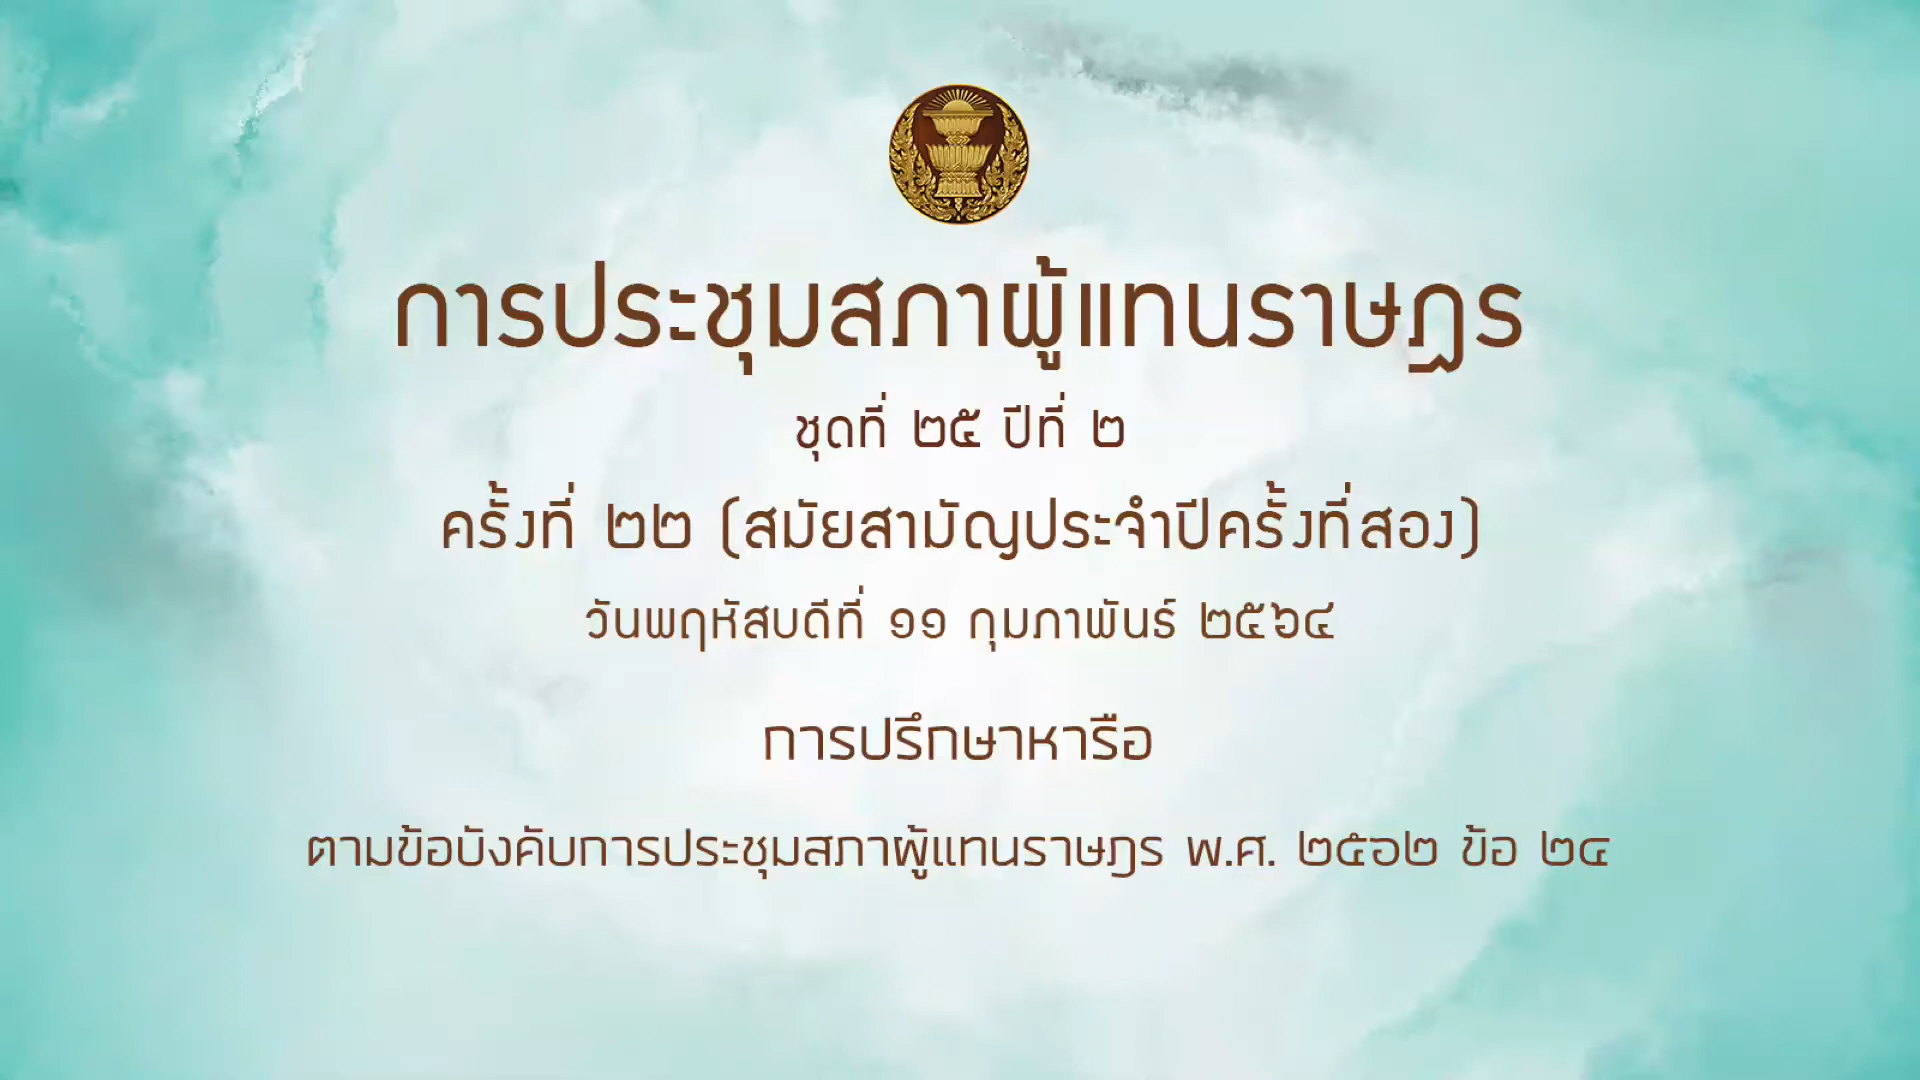 การประชุมสภาผู้แทนราษฎร
ชุดที่ ๒๕ ปีที่ ๒
ครั้งที่ ๒๒ (สมัยสามัญประจำปีครั้งที่สอง)
วันพฤหัสบดีที่ ๑๑ กุมภาพันธ์ ๒๕๖๔
การปรึกษาหารือ
ตามข้อบังคับการประชุมสภาผู้แทนราษฎร พ.ศ. ๒๕๖๒ ข้อ ๒๔